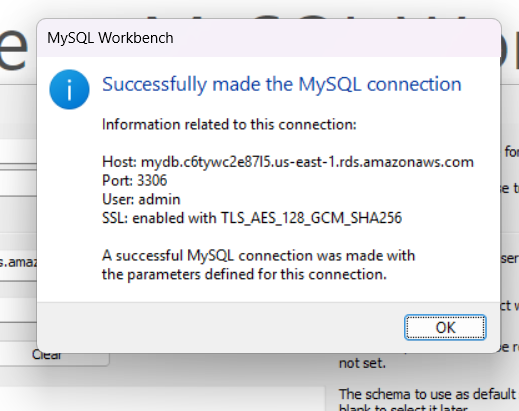 MySQL Workbench
Successfully made the MySQL connection
Information related to this connection:
Host: mydb.c6tywc2e87l5.us-east-1.rds.amazonaws.com
Port: 3306
User: admin
SSL: enabled with TLS_AES_128_GCM_SHA256
A successful MySQL connection was made with
the parameters defined for this connection.
OK
Clear
not set.
The schema to use as default
blank to select it later